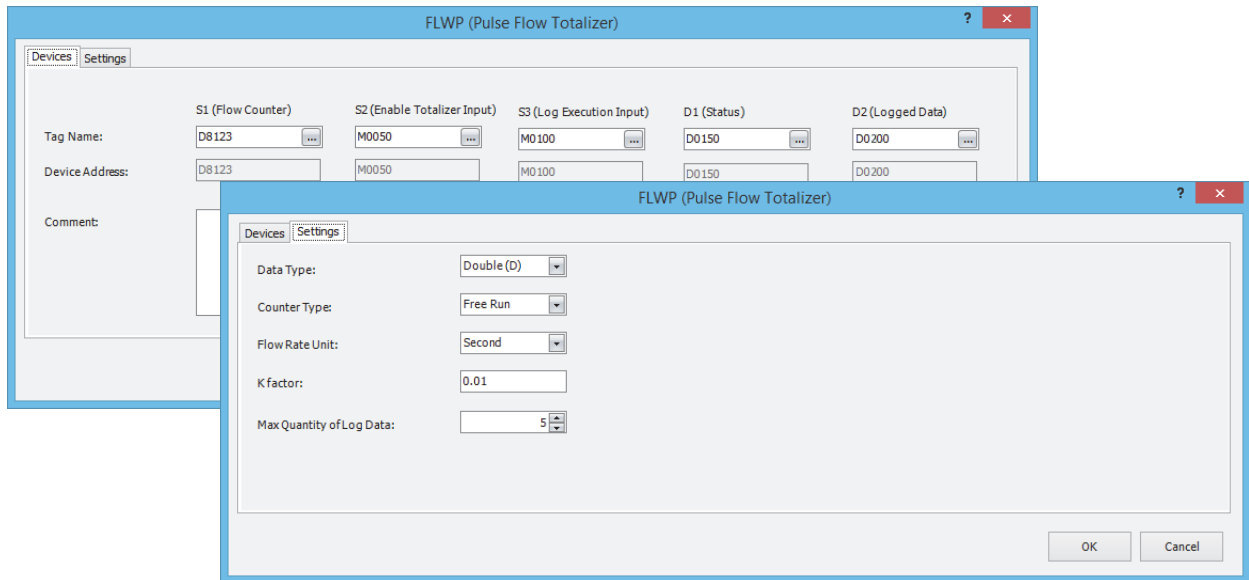 FLWP (Pulse Flow Totalizer)
?
Devices Settings
S1 (Flow Counter) S2 (Enable Totalizer Input) S3 (Log Execution Input) D1 (Status) D2 (Logged Data)
Tag Name: D8123 ... M0050 ... M0100 ... D0150 ... D0200 ...
Device Address: D8123 M0050 M0100 D0150 D0200
Comment:
FLWP (Pulse Flow Totalizer)
?
Devices Settings
Data Type: Double (D)
Counter Type: Free Run
Flow Rate Unit: Second
K factor: 0.01
Max Quantity of Log Data: 5
OK Cancel